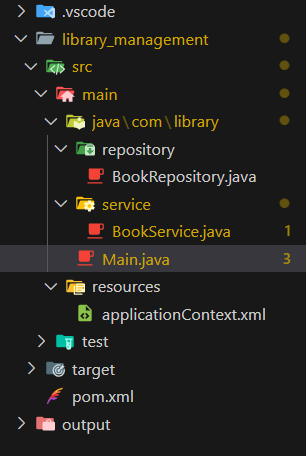 .vscode
library_management
src
main
java\com\library
repository
BookRepository.java
service
BookService.java 1
Main.java 3
resources
applicationContext.xml
test
target
pom.xml
output